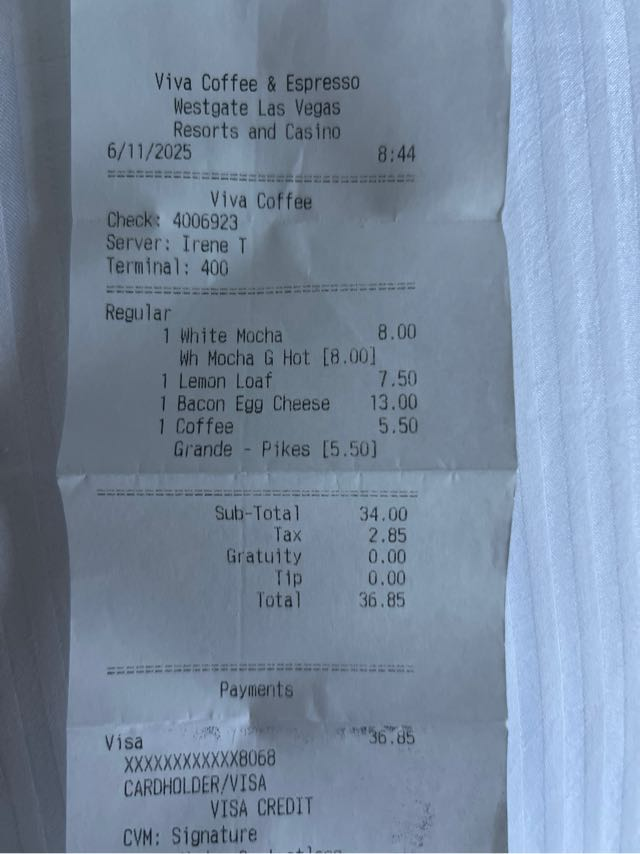 Viva Coffee & Espresso
Westgate Las Vegas
Resorts and Casino
6/11/2025 8:44
Viva Coffee
Check: 4006923
Server: Irene T
Terminal: 400
Regular
1 White Mocha 8.00
Wh Mocha G Hot [8.00]
1 Lemon Loaf 7.50
1 Bacon Egg Cheese 13.00
1 Coffee 5.50
Grande - Pikes [5.50]
Sub-Total 34.00
Tax 2.85
Gratuity 0.00
Tip 0.00
Total 36.85
Payments
Visa 36.85
XXXXXXXXXXXX8068
CARDHOLDER/VISA
VISA CREDIT
CVM: Signature